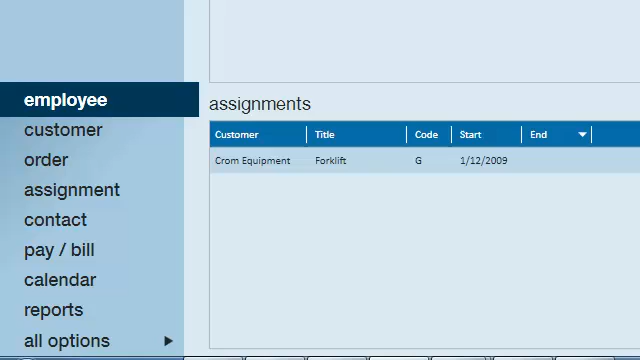 employee
customer
order
assignment
contact
pay / bill
calendar
reports
all options
assignments
Customer Title Code Start End
Crom Equipment Forklift G 1/12/2009